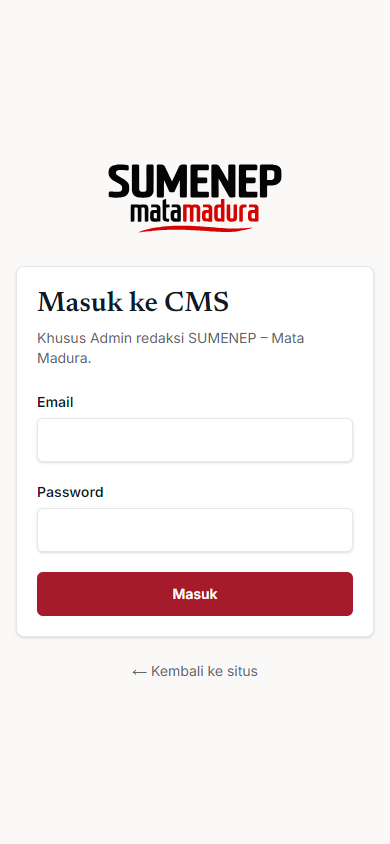 SUMENEP
matamadura
Masuk ke CMS
Khusus Admin redaksi SUMENEP – Mata
Madura.
Email
Password
Masuk
← Kembali ke situs